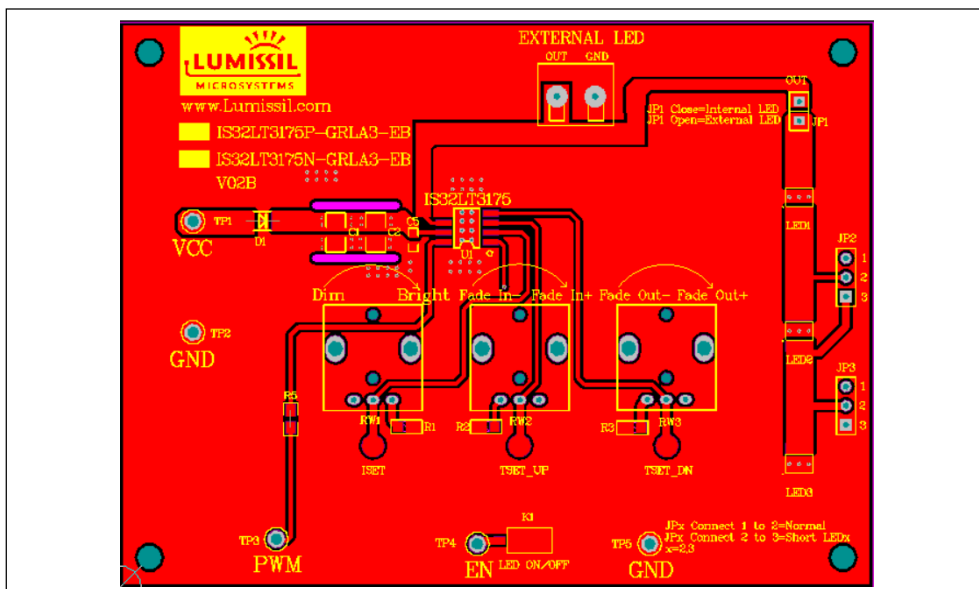 LUMISSIL
MICROSYSTEMS
www.Lumissil.com
EXTERNAL LED
OUT GND
OUT
JP1 Close=Internal LED
JP1 Open=External LED
JP1
IS32LT3175P-GRLA3-EB
IS32LT3175N-GRLA3-EB
V02B
IS32LT3175
TP1
VCC
D1
C2
C5
U1
LED1
JP2
1
2
3
Dim Bright
Fade In- Fade In+
Fade Out- Fade Out+
TP2
GND
LED2
JP3
1
2
3
R5
RW1
R1
R2
RW2
R3
RW3
ISET
TSET_UP
TSET_DN
LED3
K1
TP3
PWM
TP4
EN
LED ON/OFF
TP5
GND
JPx Connect 1 to 2=Normal
JPx Connect 2 to 3=Short LEDx
x=2,3